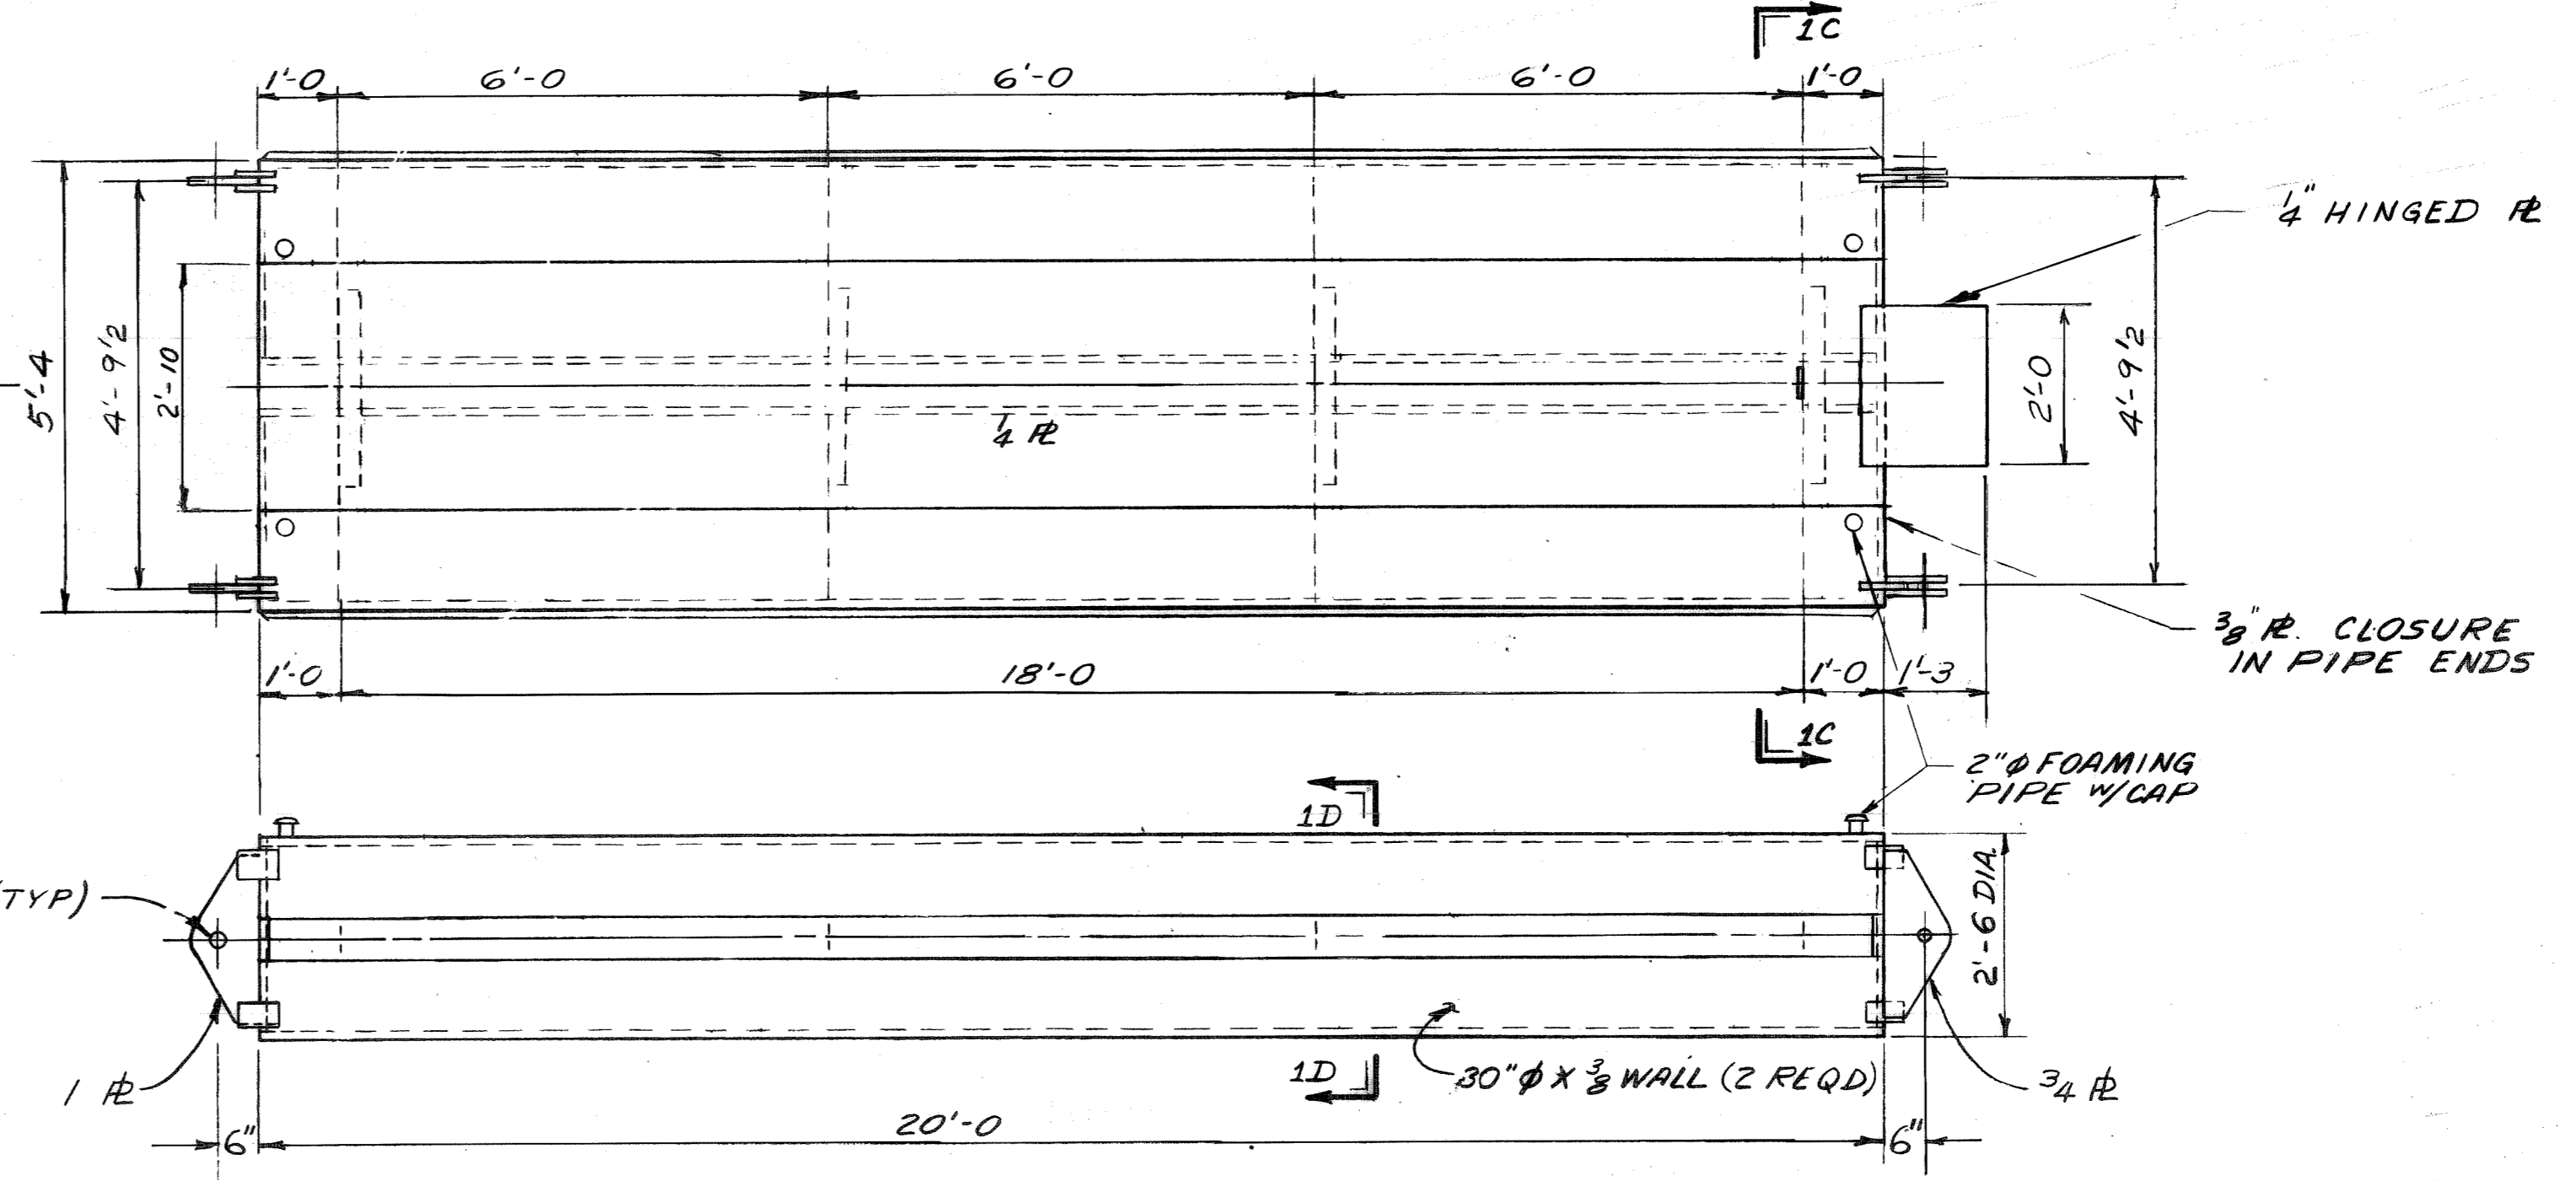 1C
1'-0 6'-0 6'-0 6'-0 1'-0
1/4" HINGED PL
5'-4
4'-9 1/2
2'-10
1/4 PL
2'-0
4'-9 1/2
3/8" PL. CLOSURE
IN PIPE ENDS
1'-0 18'-0 1'-0 1'-3
1C
2"φ FOAMING
PIPE W/CAP
1D
(TYP)
2'-6 DIA.
1 PL
1D
30"φ X 3/8 WALL (2 REQD)
3/4 PL
6" 20'-0 6"